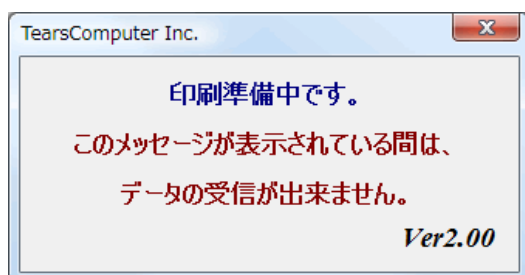 TearsComputer Inc.
印刷準備中です。
このメッセージが表示されている間は、
データの受信が出来ません。
Ver2.00